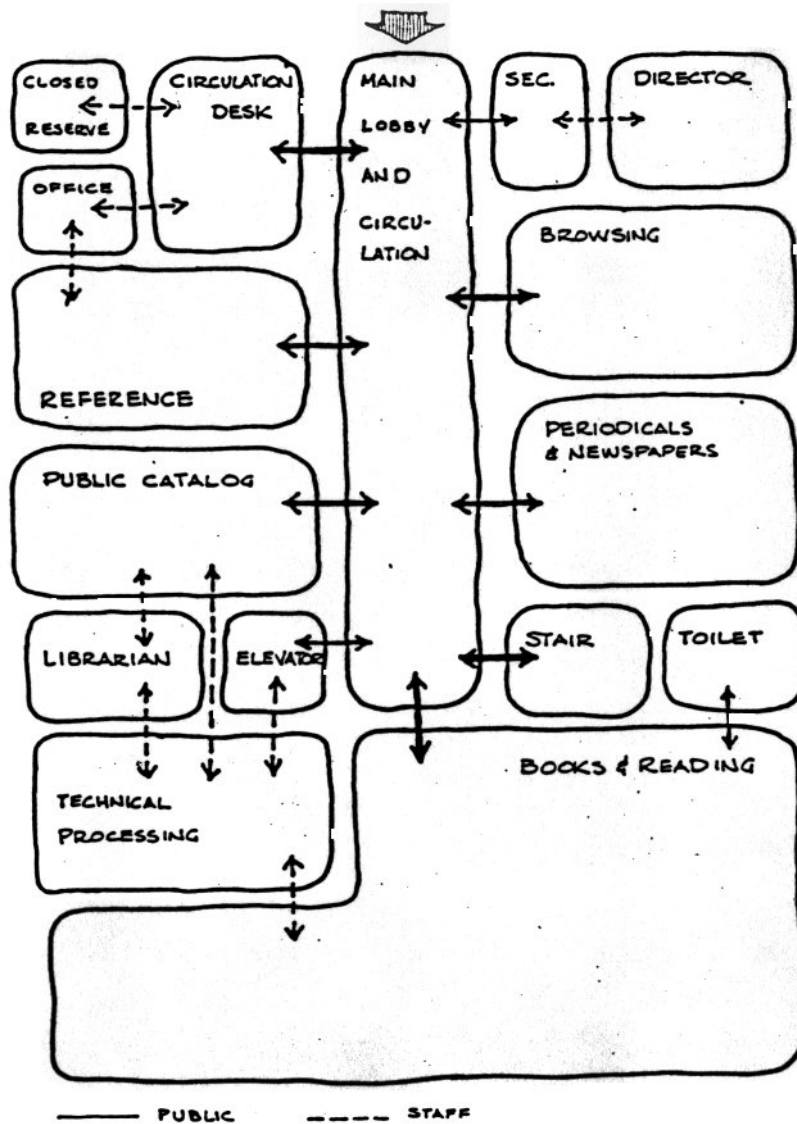 CLOSED
RESERVE
CIRCULATION
DESK
MAIN
LOBBY
AND
CIRCU-
LATION
SEC.
DIRECTOR
OFFICE
BROWSING
REFERENCE
PERIODICALS
& NEWSPAPERS
PUBLIC CATALOG
LIBRARIAN
ELEVATOR
STAIR
TOILET
TECHNICAL
PROCESSING
BOOKS & READING
PUBLIC
STAFF